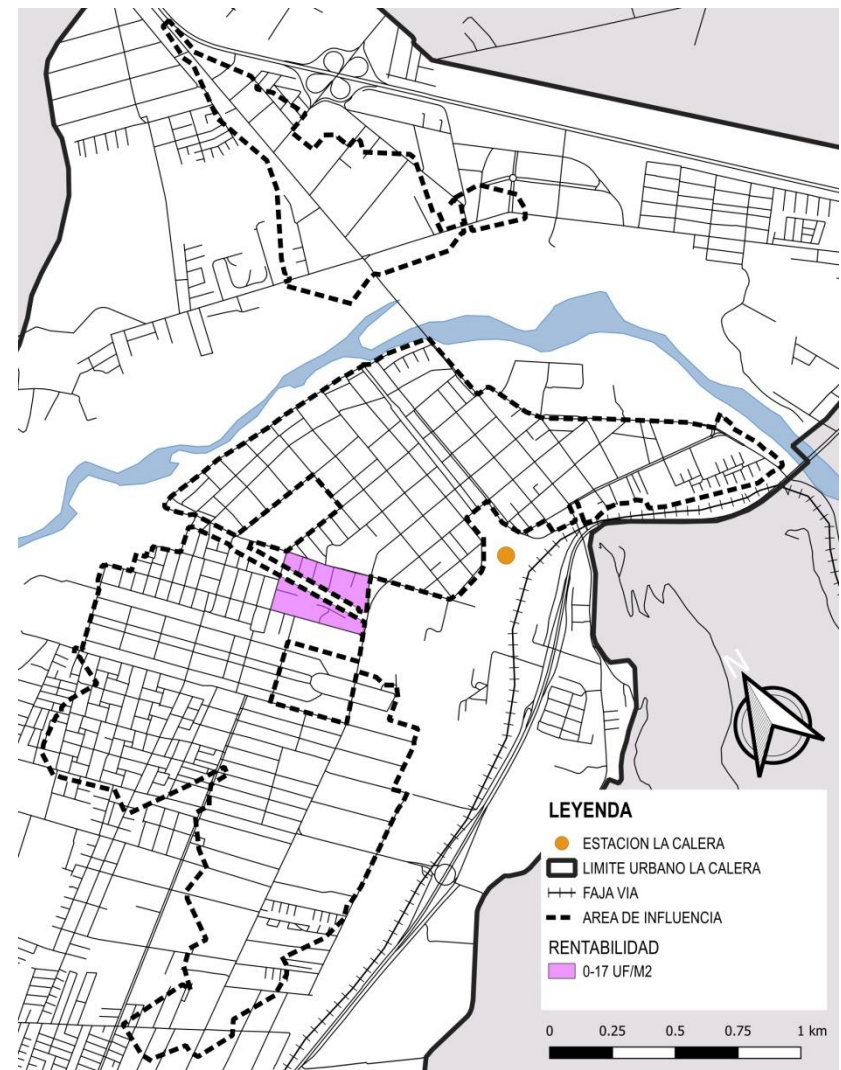 N
LEYENDA
ESTACION LA CALERA
LIMITE URBANO LA CALERA
FAJA VIA
AREA DE INFLUENCIA
RENTABILIDAD
0-17 UF/M2
0 0.25 0.5 0.75 1 km